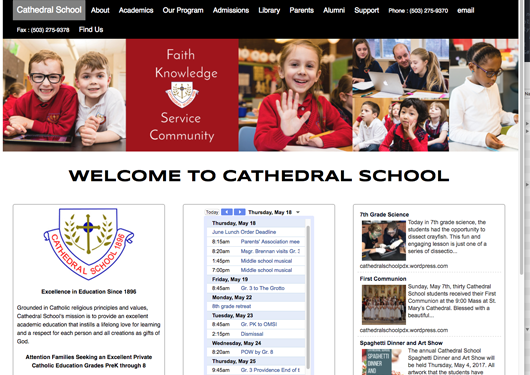 Cathedral School About Academics Our Program Admissions Library Parents Alumni Support Phone : (503) 275-9370 email
Fax : (503) 275-9378 Find Us
Faith
Knowledge
Service
Community
WELCOME TO CATHEDRAL SCHOOL
CATHEDRAL SCHOOL 1896
Excellence in Education Since 1896
Grounded in Catholic religious principles and values,
Cathedral School's mission is to provide an excellent
academic education that instills a lifelong love for learning
and a respect for each person and all creations as gifts of
God.
Attention Families Seeking an Excellent Private
Catholic Education Grades PreK through 8
Today Thursday, May 18
Thursday, May 18
June Lunch Order Deadline
8:15am Parents' Association mee
8:20am Msgr. Brennan visits Gr.
1:45pm Middle school musical
7:00pm Middle school musical
Friday, May 19
8:45am Gr. 3 to The Grotto
Monday, May 22
8th grade retreat
Tuesday, May 23
8:45am Gr. PK to OMSI
2:15pm Dismissal
Wednesday, May 24
8:20am POW by Gr. 8
Thursday, May 25
9:45am Gr. 3 Providence End of
7th Grade Science
Today in 7th grade science, the
students had the opportunity to
dissect crayfish. This fun and
engaging lesson is just one of a
series of dissectio...
cathedralschoolpdx.wordpress.com
First Communion
Sunday, May 7th, thirty Cathedral
School students received their First
Communion at the 9:00 Mass at St.
Mary's Cathedral. Blessed with a
beautiful...
cathedralschoolpdx.wordpress.com
Spaghetti Dinner and Art Show
SPAGHETTI
DINNER
AND
The annual Cathedral School
Spaghetti Dinner and Art Show will
be held Thursday, May 4, 2017. All
artwork that the students have